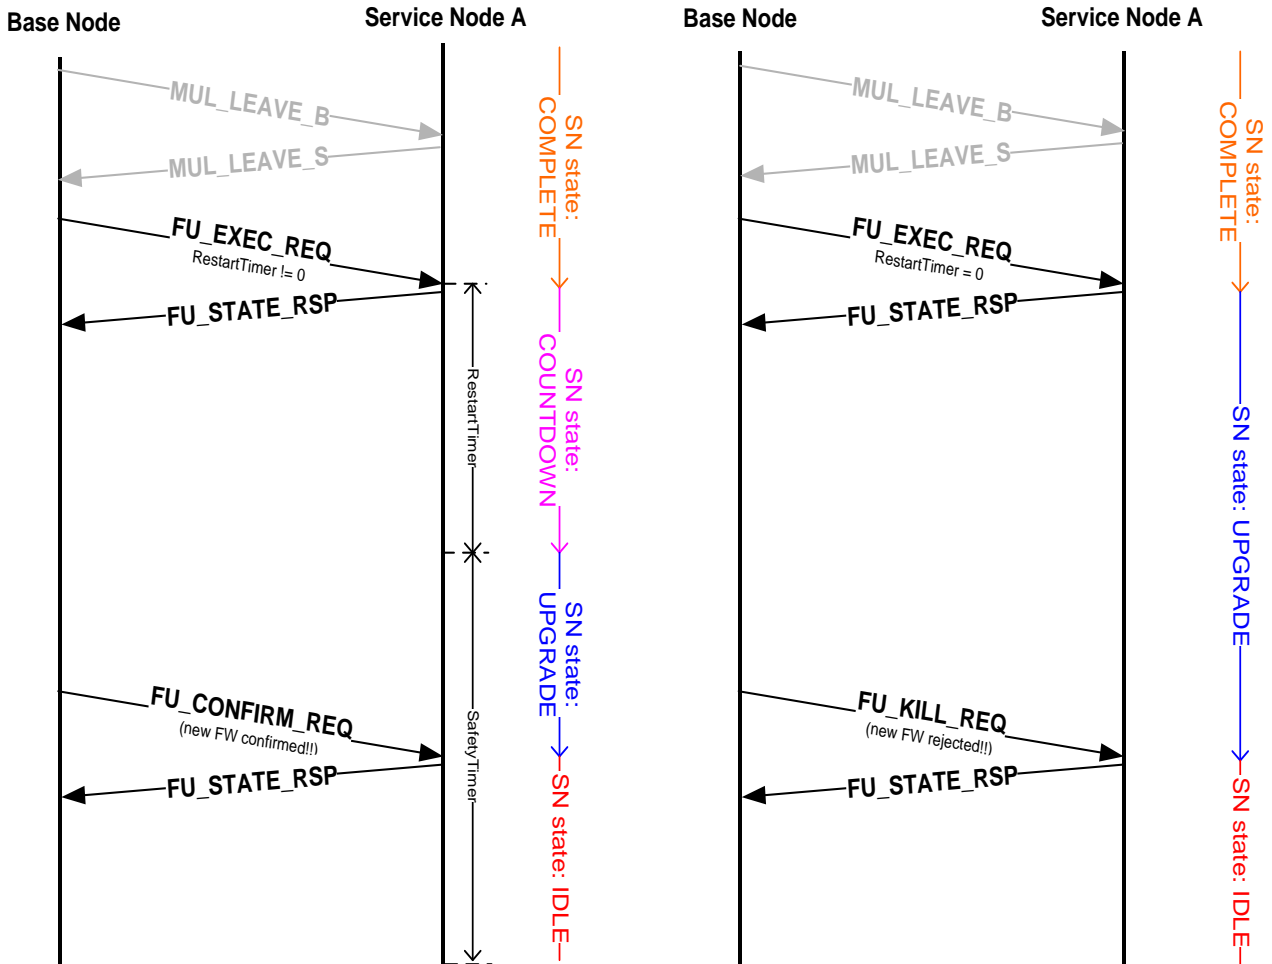 Base Node
Service Node A
MUL_LEAVE_B
MUL_LEAVE_S
FU_EXEC_REQ
RestartTimer != 0
FU_STATE_RSP
FU_CONFIRM_REQ
(new FW confirmed!!)
FU_STATE_RSP
RestartTimer
SafetyTimer
SN state:
COMPLETE
SN state:
COUNTDOWN
SN state:
UPGRADE
SN state: IDLE
Base Node
Service Node A
MUL_LEAVE_B
MUL_LEAVE_S
FU_EXEC_REQ
RestartTimer = 0
FU_STATE_RSP
FU_KILL_REQ
(new FW rejected!!)
FU_STATE_RSP
SN state:
COMPLETE
SN state: UPGRADE
SN state: IDLE